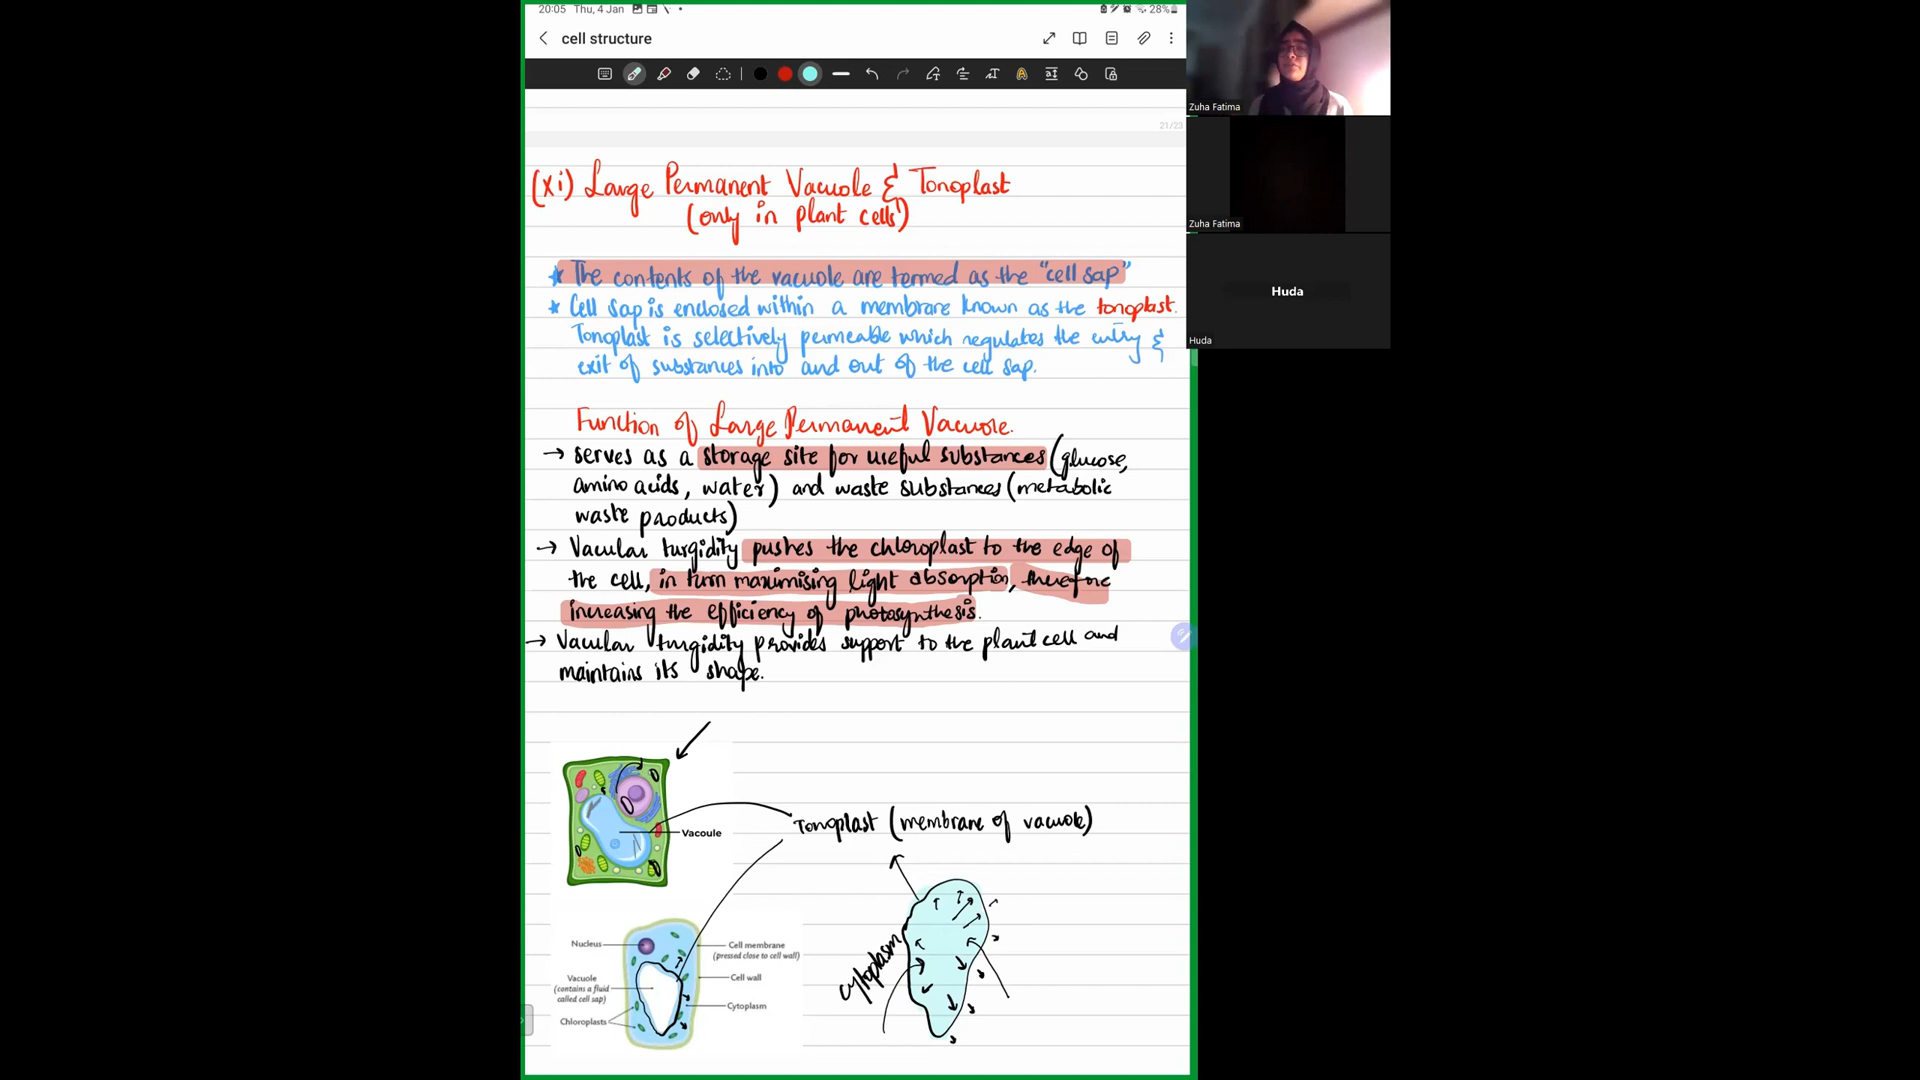 20:05 Thu, 4 Jan
28%
cell structure
21/23
(xi) Large Permanent Vacuole & Tonoplast
(only in plant cells)
* The contents of the vacuole are termed as the "cell sap"
* Cell Sap is enclosed within a membrane known as the tonoplast.
Tonoplast is selectively permeable which regulates the entry &
exit of substances into and out of the cell sap.
Function of Large Permanent Vacuole.
→ serves as a storage site for useful substances (glucose,
amino acids, water) and waste substances (metabolic
waste products)
→ Vacular turgidity pushes the chloroplast to the edge of
the cell, in turn maximising light absorption, therefore
increasing the efficiency of photosynthesis.
→ Vacular turgidity provides support to the plant cell and
maintains its shape.
Vacoule
Tonoplast (membrane of vacuole)
Nucleus
Cell membrane
(pressed close to cell wall)
Vacuole
(contains a fluid
called cell sap)
Cell wall
Cytoplasm
Chloroplasts
cytoplasm
Zuha Fatima
Zuha Fatima
Huda
Huda